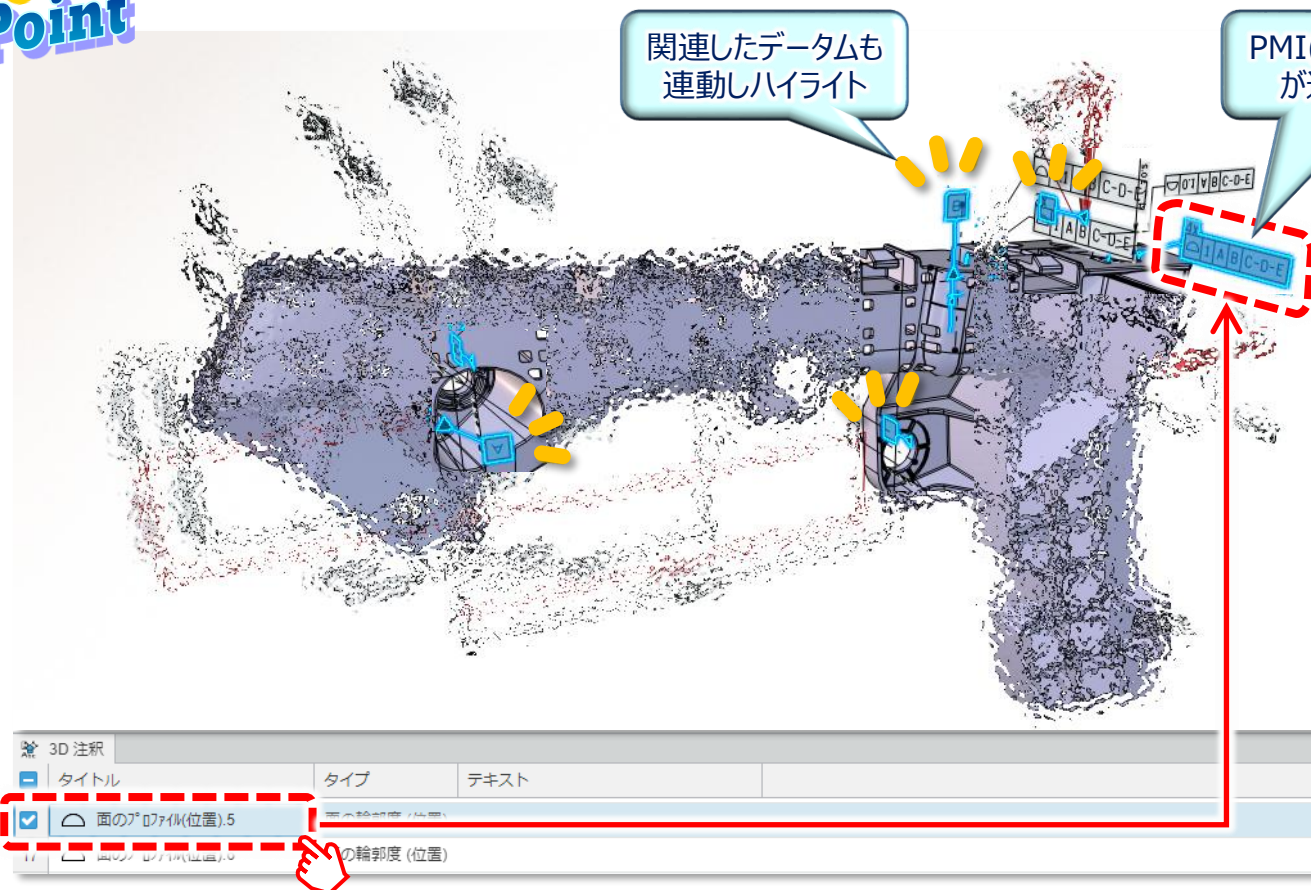 Point
関連したデータムも
連動しハイライト
PMI
が
C-D-E
1 A B C-D-E
0.1 A B C-D-E
4X
1 A B C-D-E
B
A
3D 注釈
タイトル
タイプ
テキスト
面のﾌﾟﾛﾌｧｲﾙ(位置).5
面の輪郭度 (位置)
17
面のﾌﾟﾛﾌｧｲﾙ(位置).6
の輪郭度 (位置)